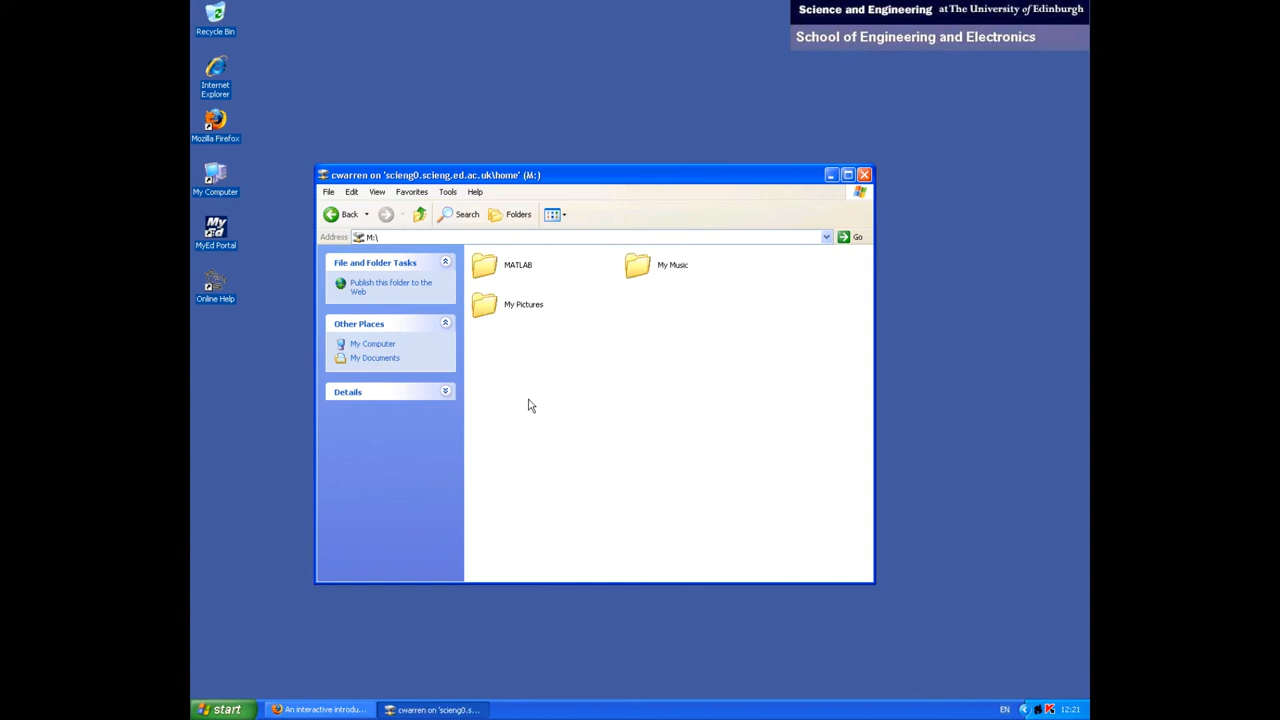 Science and Engineering at The University of Edinburgh
School of Engineering and Electronics
Recycle Bin
Internet
Explorer
Mozilla Firefox
My Computer
MyEd
MyEd Portal
Online Help
cwarren on 'scieng0.scieng.ed.ac.uk\home' (M:)
File Edit View Favorites Tools Help
Back Search Folders
Address M:\ Go
File and Folder Tasks
Publish this folder to the
Web
Other Places
My Computer
My Documents
Details
MATLAB My Music
My Pictures
start An interactive introdu... cwarren on 'scieng0.s... EN 12:21